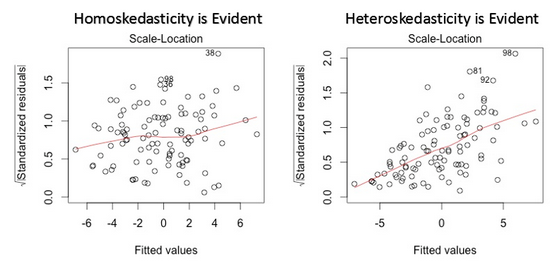 Homoskedasticity is Evident
Scale-Location
√|Standardized residuals|
0.0 0.5 1.0 1.5
38
98
36
-6 -4 -2 0 2 4 6
Fitted values
Heteroskedasticity is Evident
Scale-Location
√|Standardized residuals|
0.0 0.5 1.0 1.5 2.0
98
81
92
-5 0 5
Fitted values